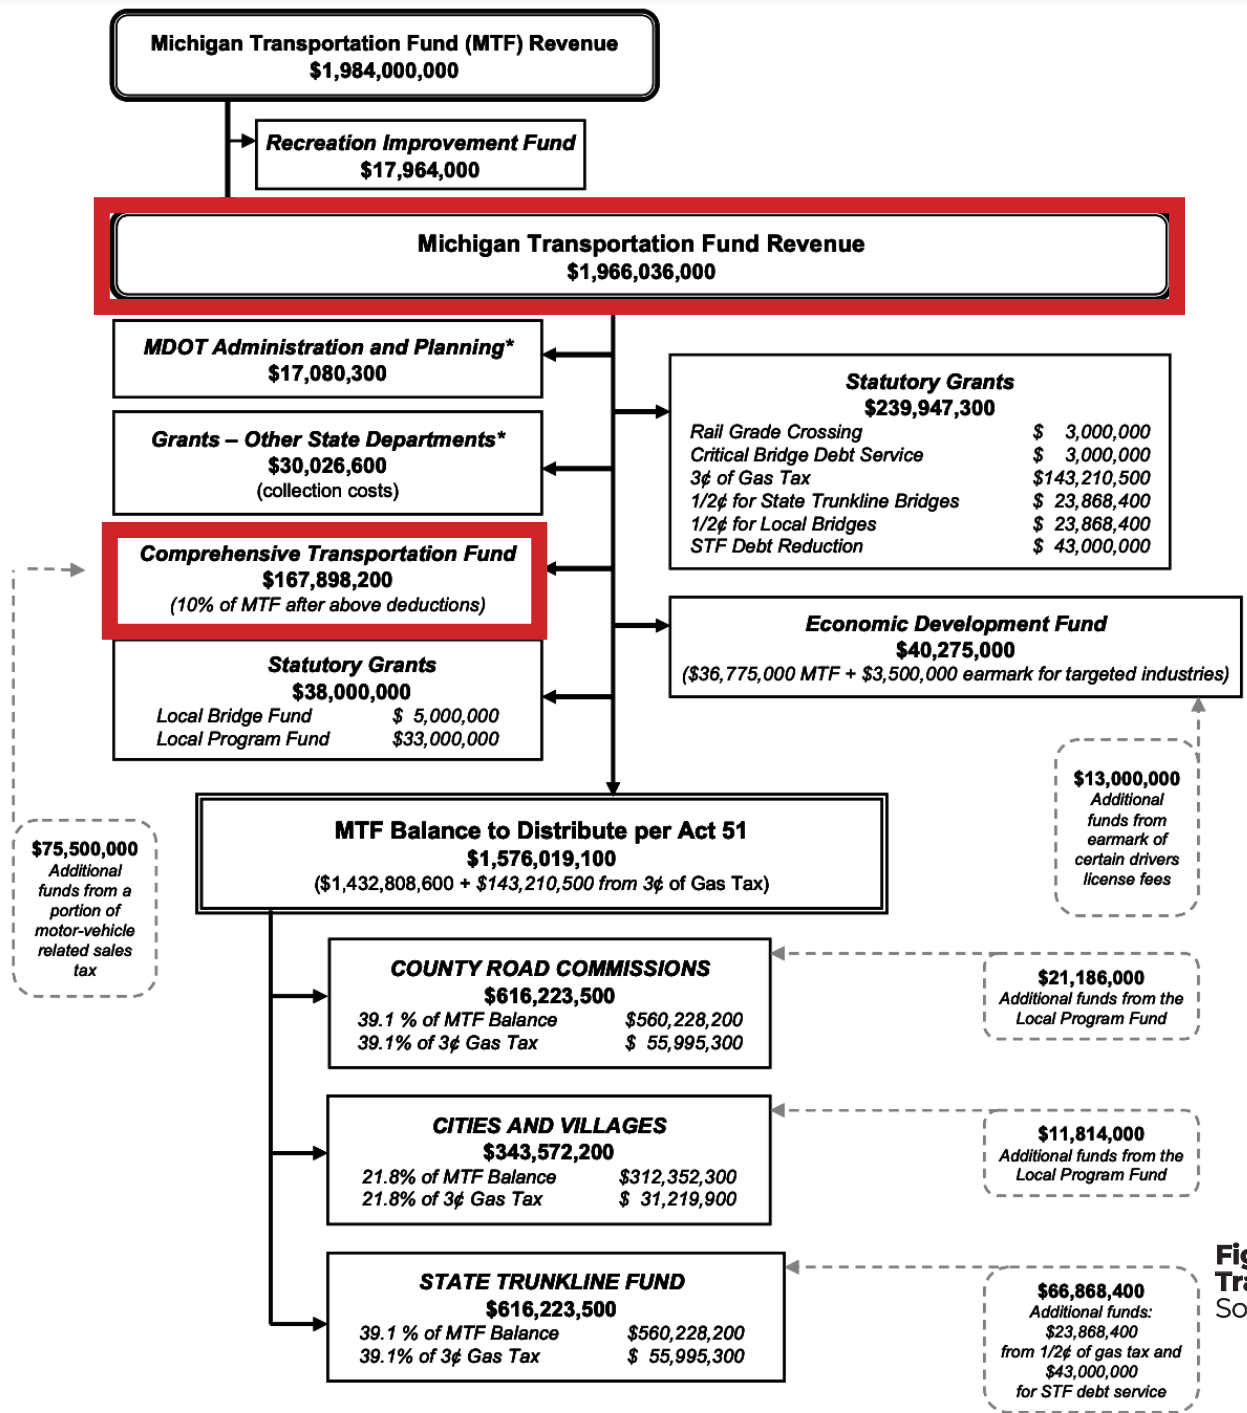 Michigan Transportation Fund (MTF) Revenue
$1,984,000,000
Recreation Improvement Fund
$17,964,000
Michigan Transportation Fund Revenue
$1,966,036,000
MDOT Administration and Planning*
$17,080,300
Grants – Other State Departments*
$30,026,600
(collection costs)
Comprehensive Transportation Fund
$167,898,200
(10% of MTF after above deductions)
Statutory Grants
$38,000,000
Local Bridge Fund $ 5,000,000
Local Program Fund $33,000,000
Statutory Grants
$239,947,300
Rail Grade Crossing $ 3,000,000
Critical Bridge Debt Service $ 3,000,000
3¢ of Gas Tax $143,210,500
1/2¢ for State Trunkline Bridges $ 23,868,400
1/2¢ for Local Bridges $ 23,868,400
STF Debt Reduction $ 43,000,000
Economic Development Fund
$40,275,000
($36,775,000 MTF + $3,500,000 earmark for targeted industries)
$13,000,000
Additional
funds from
earmark of
certain drivers
license fees
$75,500,000
Additional
funds from a
portion of
motor-vehicle
related sales
tax
MTF Balance to Distribute per Act 51
$1,576,019,100
($1,432,808,600 + $143,210,500 from 3¢ of Gas Tax)
COUNTY ROAD COMMISSIONS
$616,223,500
39.1 % of MTF Balance $560,228,200
39.1% of 3¢ Gas Tax $ 55,995,300
$21,186,000
Additional funds from the
Local Program Fund
CITIES AND VILLAGES
$343,572,200
21.8% of MTF Balance $312,352,300
21.8% of 3¢ Gas Tax $ 31,219,900
$11,814,000
Additional funds from the
Local Program Fund
STATE TRUNKLINE FUND
$616,223,500
39.1 % of MTF Balance $560,228,200
39.1% of 3¢ Gas Tax $ 55,995,300
$66,868,400
Additional funds:
$23,868,400
from 1/2¢ of gas tax and
$43,000,000
for STF debt service